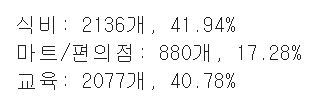 식비: 2136개, 41.94%
마트/편의점: 880개, 17.28%
교육: 2077개, 40.78%